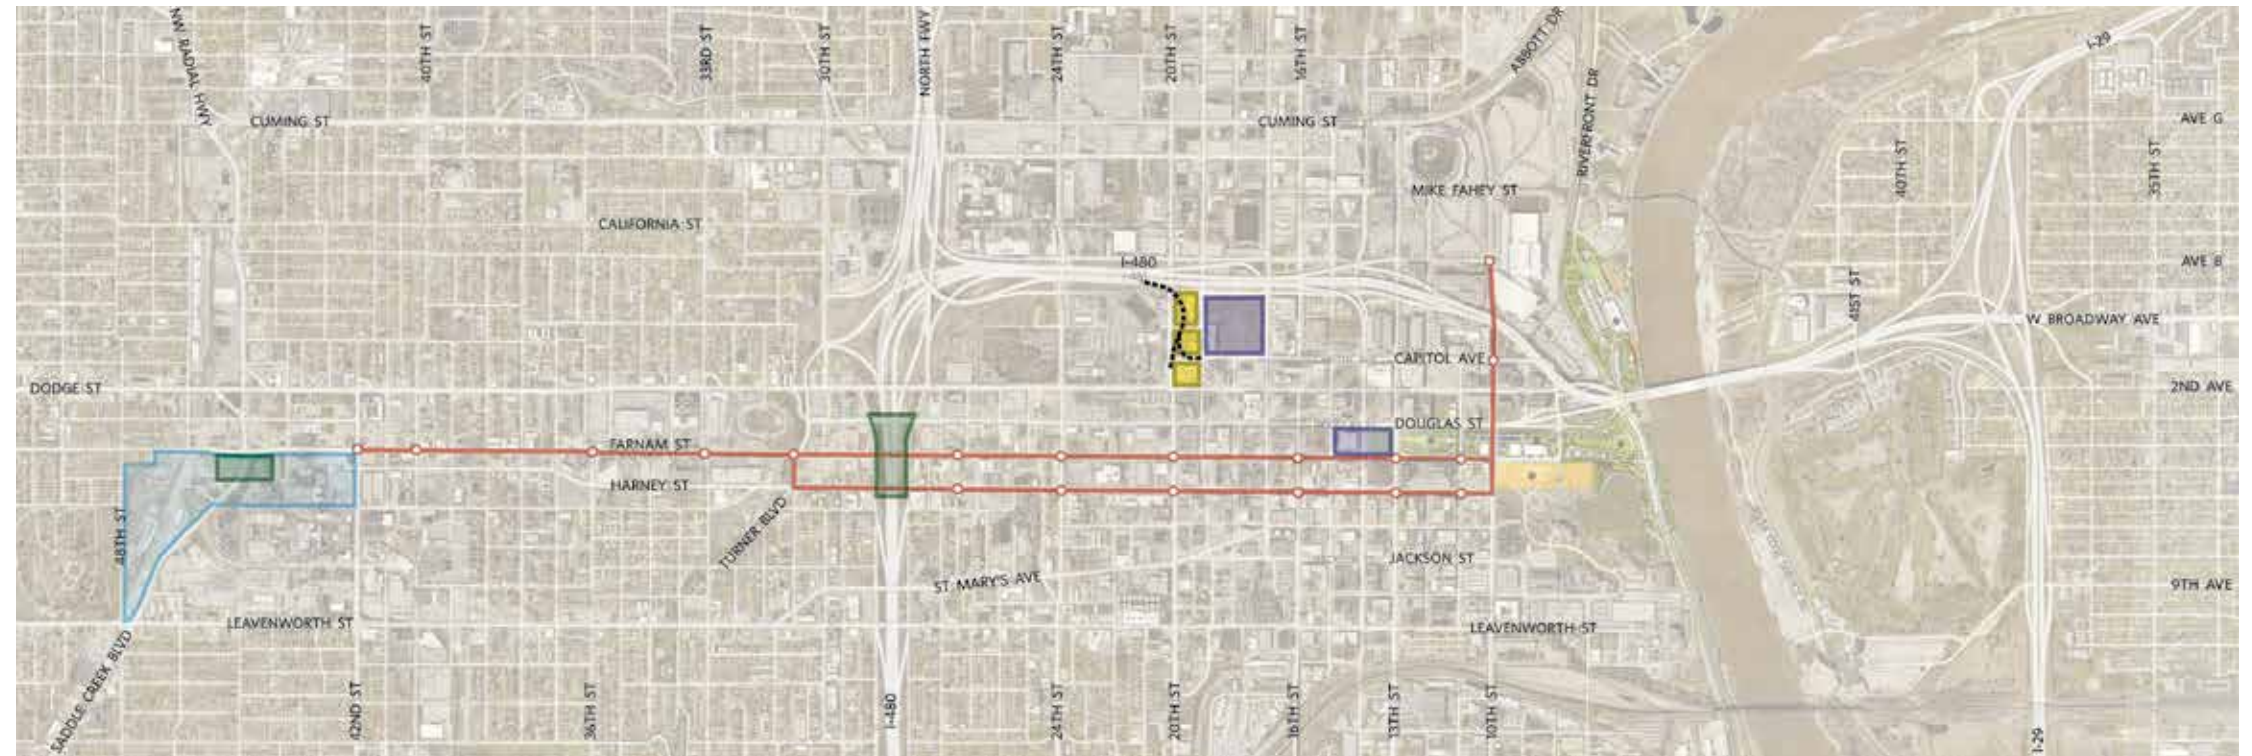 NW RADIAL HWY
40TH ST
33RD ST
30TH ST
NORTH FWY
24TH ST
20TH ST
16TH ST
ABBOTT DR
RIVERFRONT DR
I-29
CUMING ST
CUMING ST
AVE G
40TH ST
35TH ST
MIKE FAHEY ST
CALIFORNIA ST
I-480
AVE B
41ST ST
W BROADWAY AVE
CAPITOL AVE
DODGE ST
2ND AVE
DOUGLAS ST
FARNAM ST
HARNEY ST
48TH ST
TURNER BLVD
JACKSON ST
ST MARY'S AVE
9TH AVE
LEAVENWORTH ST
LEAVENWORTH ST
SADDLE CREEK BLVD
42ND ST
36TH ST
I-480
24TH ST
20TH ST
16TH ST
13TH ST
10TH ST
I-29